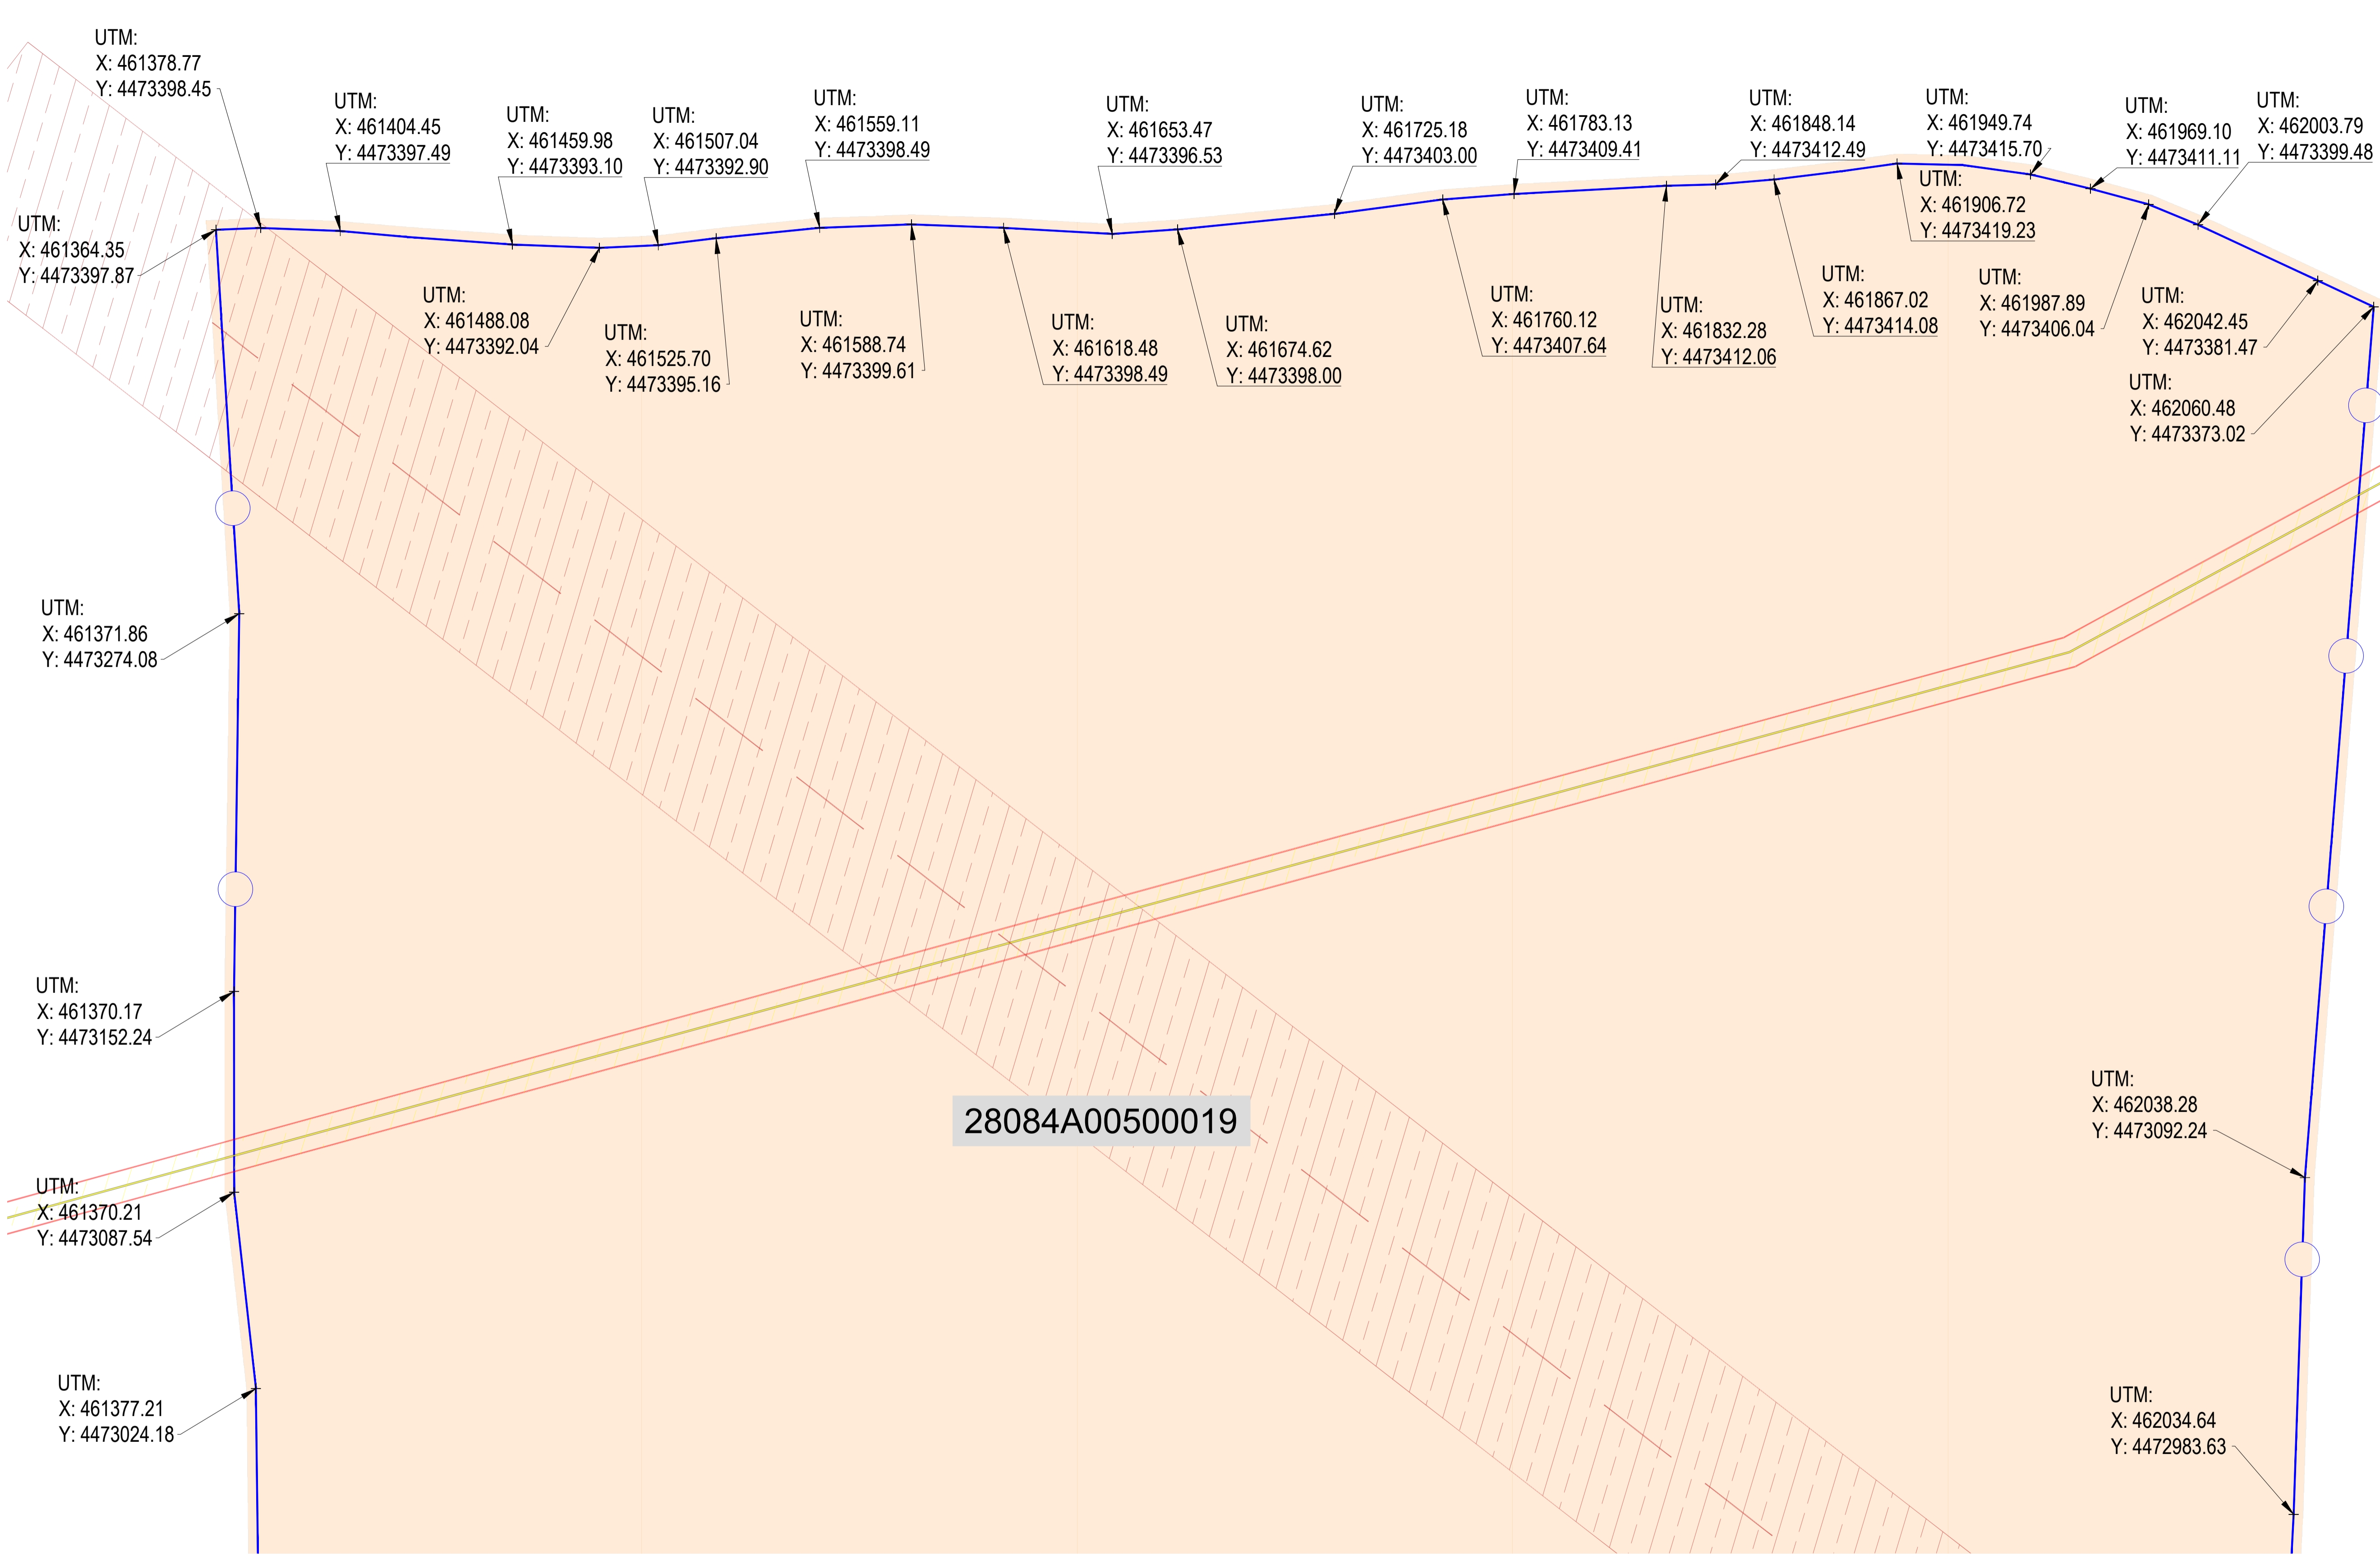 UTM:
X: 461378.77
Y: 4473398.45
UTM:
X: 461404.45
Y: 4473397.49
UTM:
X: 461459.98
Y: 4473393.10
UTM:
X: 461507.04
Y: 4473392.90
UTM:
X: 461559.11
Y: 4473398.49
UTM:
X: 461653.47
Y: 4473396.53
UTM:
X: 461725.18
Y: 4473403.00
UTM:
X: 461783.13
Y: 4473409.41
UTM:
X: 461848.14
Y: 4473412.49
UTM:
X: 461949.74
Y: 4473415.70
UTM:
X: 461969.10
Y: 4473411.11
UTM:
X: 462003.79
Y: 4473399.48
UTM:
X: 461364.35
Y: 4473397.87
UTM:
X: 461488.08
Y: 4473392.04
UTM:
X: 461525.70
Y: 4473395.16
UTM:
X: 461588.74
Y: 4473399.61
UTM:
X: 461618.48
Y: 4473398.49
UTM:
X: 461674.62
Y: 4473398.00
UTM:
X: 461760.12
Y: 4473407.64
UTM:
X: 461832.28
Y: 4473412.06
UTM:
X: 461867.02
Y: 4473414.08
UTM:
X: 461906.72
Y: 4473419.23
UTM:
X: 461987.89
Y: 4473406.04
UTM:
X: 462042.45
Y: 4473381.47
UTM:
X: 462060.48
Y: 4473373.02
UTM:
X: 461371.86
Y: 4473274.08
UTM:
X: 461370.17
Y: 4473152.24
28084A00500019
UTM:
X: 462038.28
Y: 4473092.24
UTM:
X: 461370.21
Y: 4473087.54
UTM:
X: 461377.21
Y: 4473024.18
UTM:
X: 462034.64
Y: 4472983.63